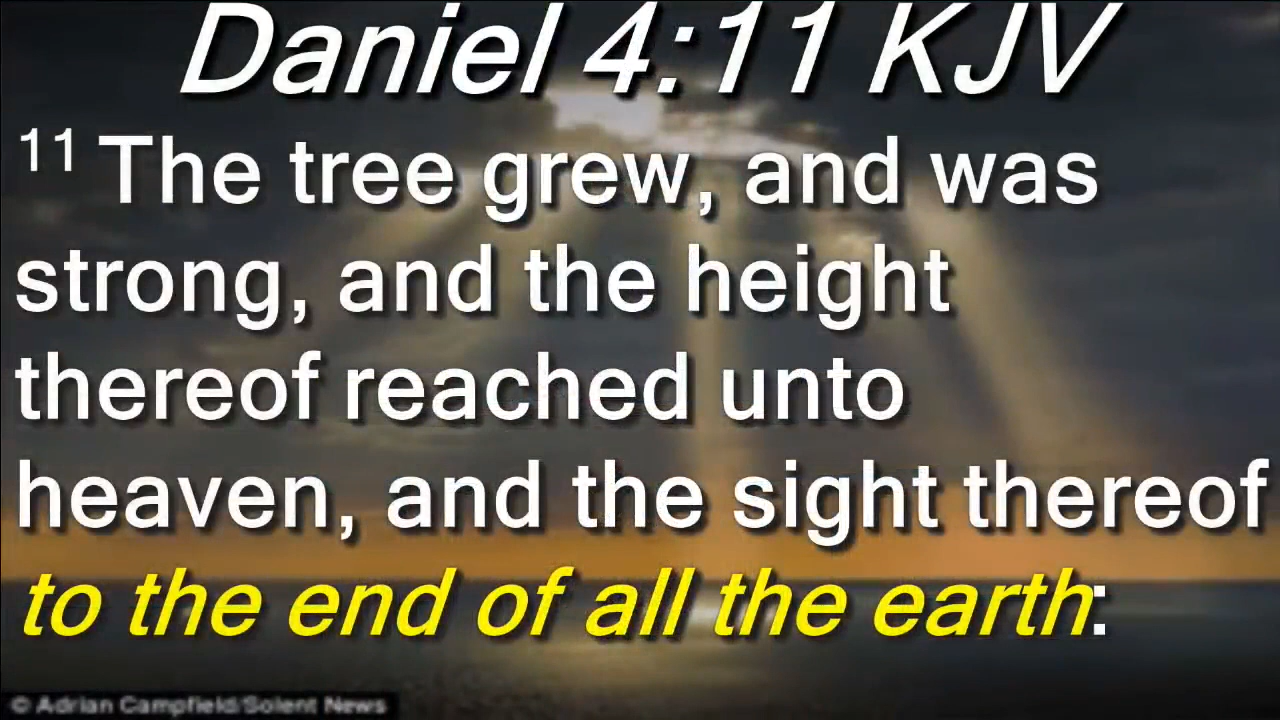 Daniel 4:11 KJV
11 The tree grew, and was
strong, and the height
thereof reached unto
heaven, and the sight thereof
to the end of all the earth:
© Adrian Campfield/Solent News